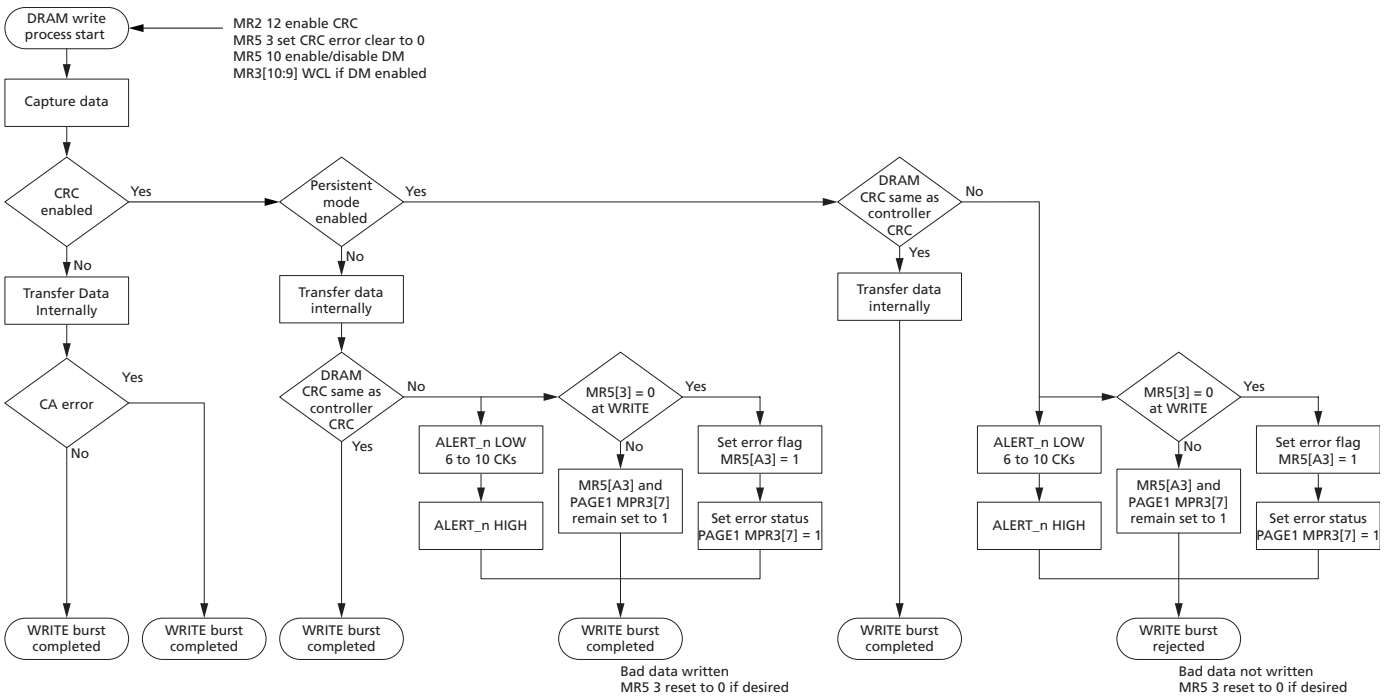 DRAM write
process start
MR2 12 enable CRC
MR5 3 set CRC error clear to 0
MR5 10 enable/disable DM
MR3[10:9] WCL if DM enabled
Capture data
CRC
enabled
Yes
No
Persistent
mode
enabled
Yes
No
DRAM
CRC same as
controller
CRC
No
Yes
Transfer Data
Internally
Transfer data
internally
Transfer data
internally
CA error
Yes
No
DRAM
CRC same as
controller
CRC
No
Yes
MR5[3] = 0
at WRITE
Yes
No
ALERT_n LOW
6 to 10 CKs
Set error flag
MR5[A3] = 1
MR5[A3] and
PAGE1 MPR3[7]
remain set to 1
ALERT_n HIGH
Set error status
PAGE1 MPR3[7] = 1
MR5[3] = 0
at WRITE
Yes
No
ALERT_n LOW
6 to 10 CKs
Set error flag
MR5[A3] = 1
MR5[A3] and
PAGE1 MPR3[7]
remain set to 1
ALERT_n HIGH
Set error status
PAGE1 MPR3[7] = 1
WRITE burst
completed
WRITE burst
completed
WRITE burst
completed
WRITE burst
completed
Bad data written
MR5 3 reset to 0 if desired
WRITE burst
completed
WRITE burst
rejected
Bad data not written
MR5 3 reset to 0 if desired